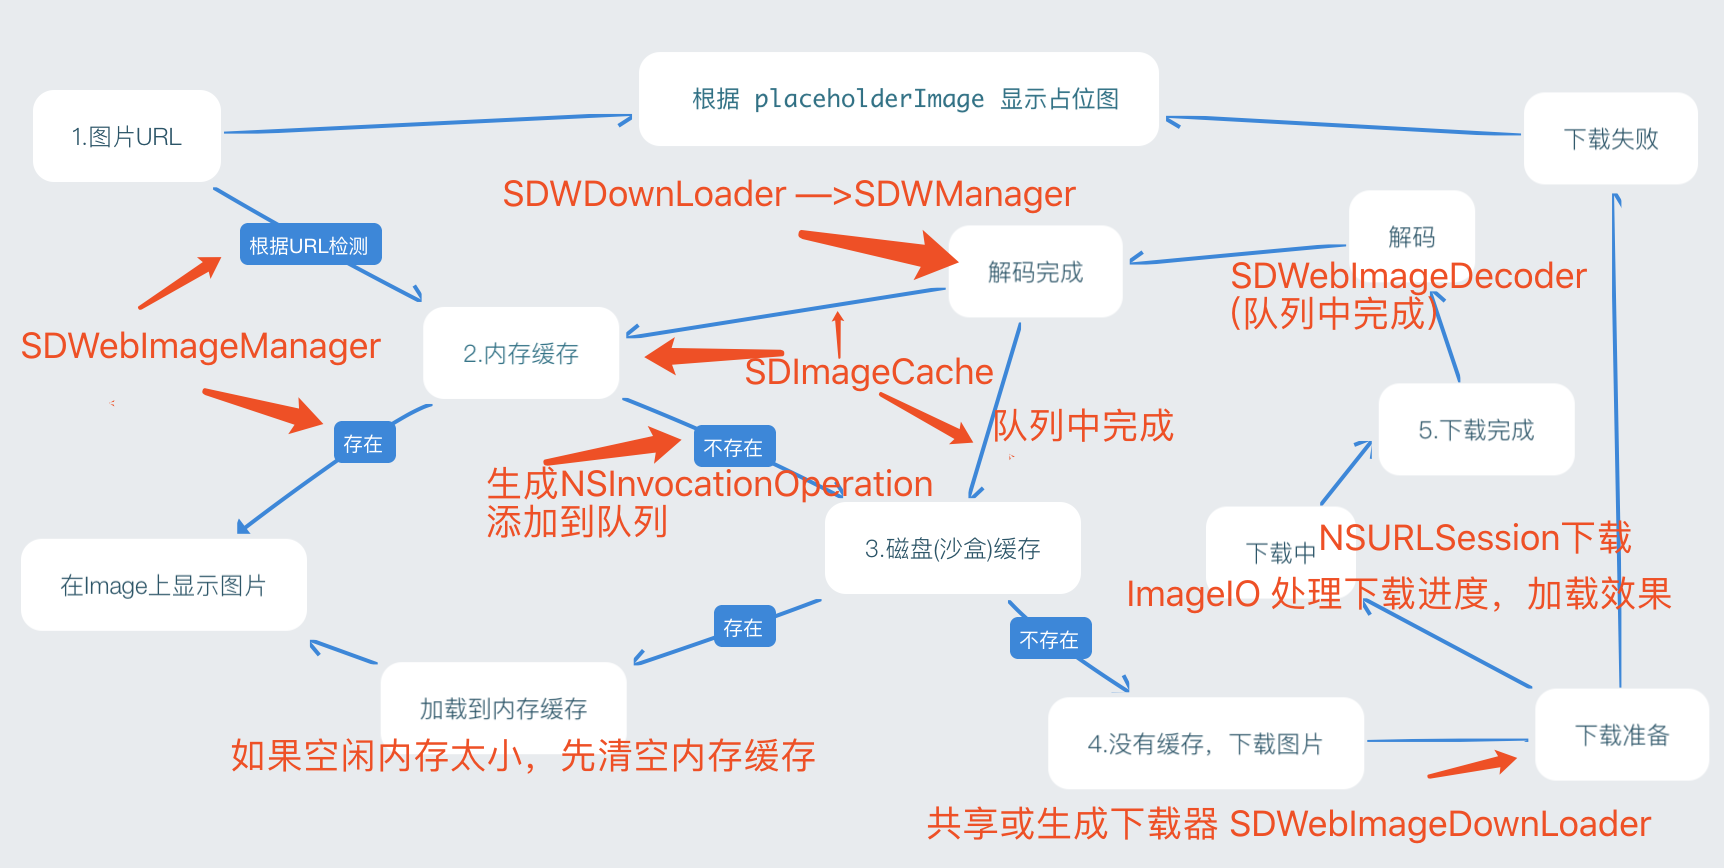 根据 placeholderImage 显示占位图
1.图片URL
下载失败
SDWDownLoader —>SDWManager
根据URL检测
解码
解码完成
SDWebImageDecoder
(队列中完成)
SDWebImageManager
2.内存缓存
SDImageCache
队列中完成
5.下载完成
存在
不存在
生成NSInvocationOperation
添加到队列
3.磁盘(沙盒)缓存
下载中
NSURLSession下载
ImageIO 处理下载进度，加载效果
在Image上显示图片
存在
不存在
加载到内存缓存
如果空闲内存太小，先清空内存缓存
4.没有缓存，下载图片
下载准备
共享或生成下载器 SDWebImageDownLoader